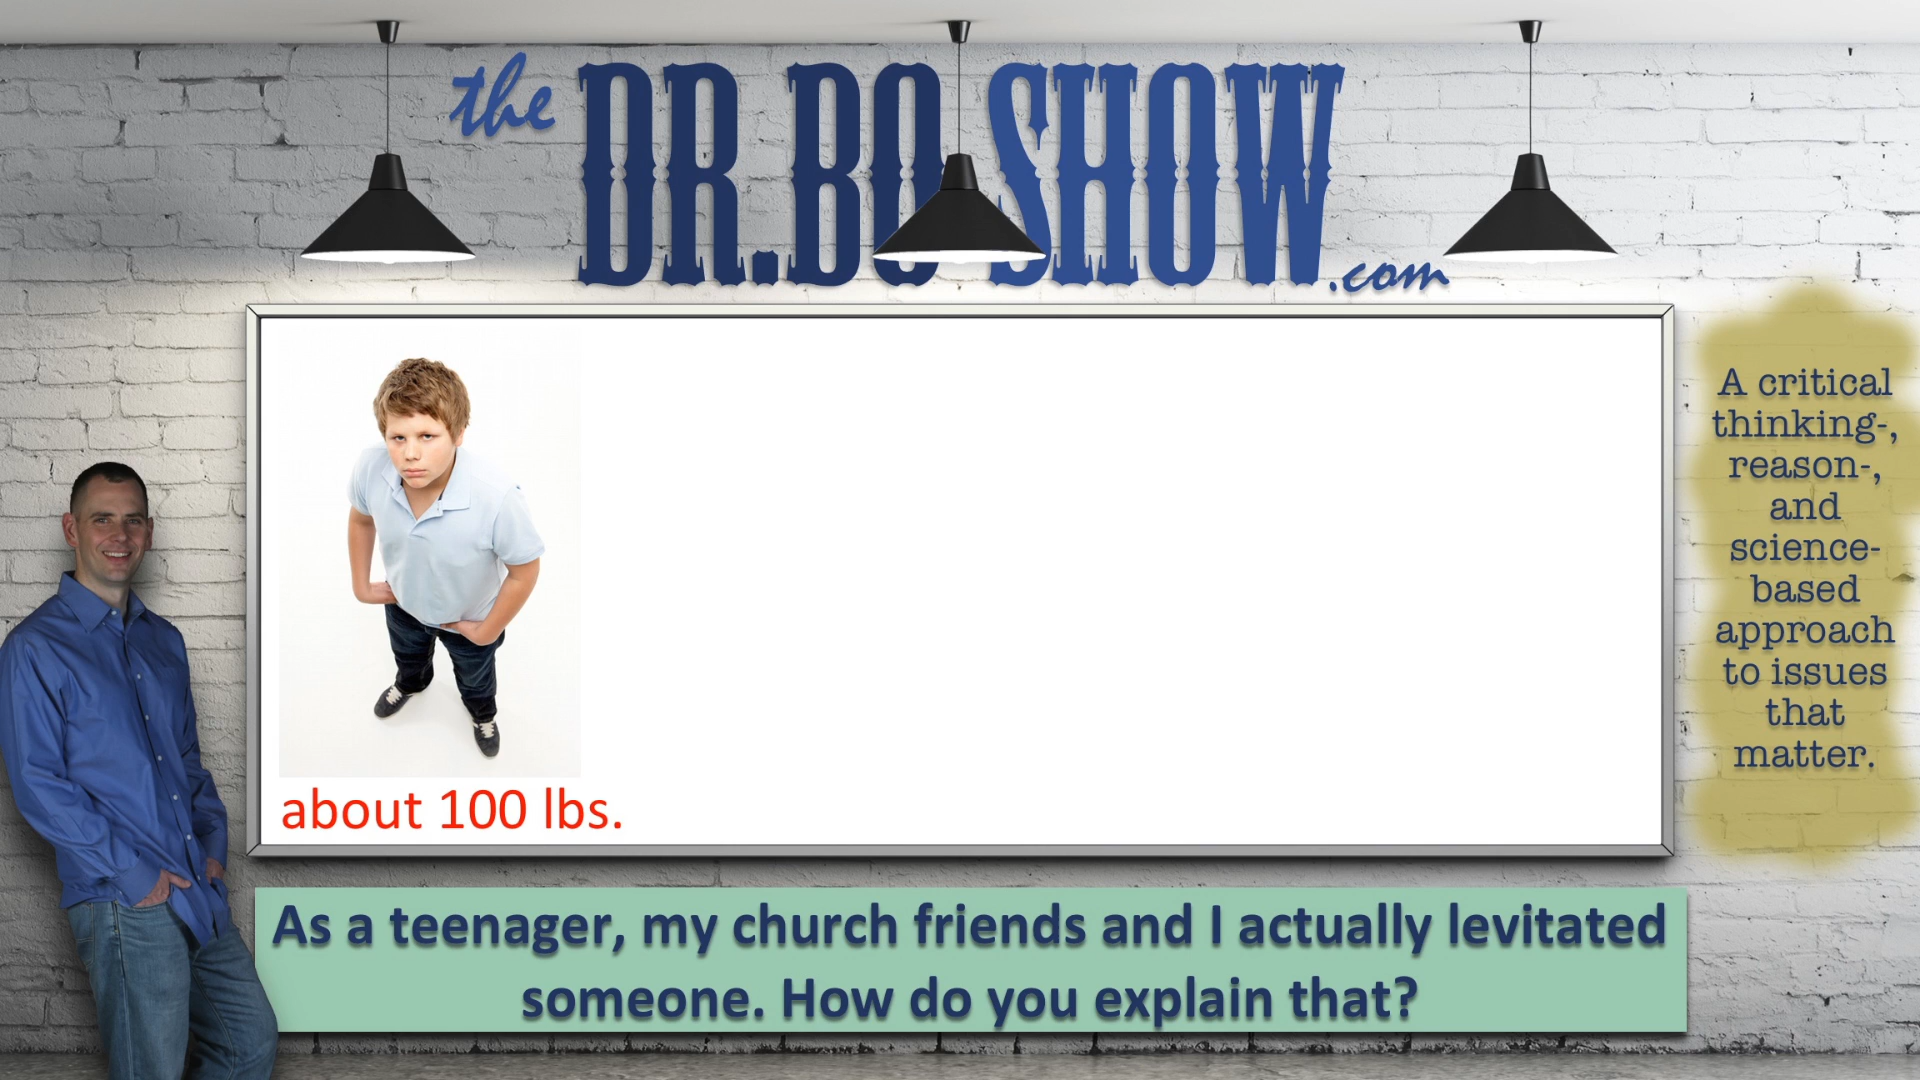 the DR.BO SHOW.com
A critical
thinking-,
reason-,
and
science-
based
approach
to issues
that
matter.
about 100 lbs.
As a teenager, my church friends and I actually levitated
someone. How do you explain that?